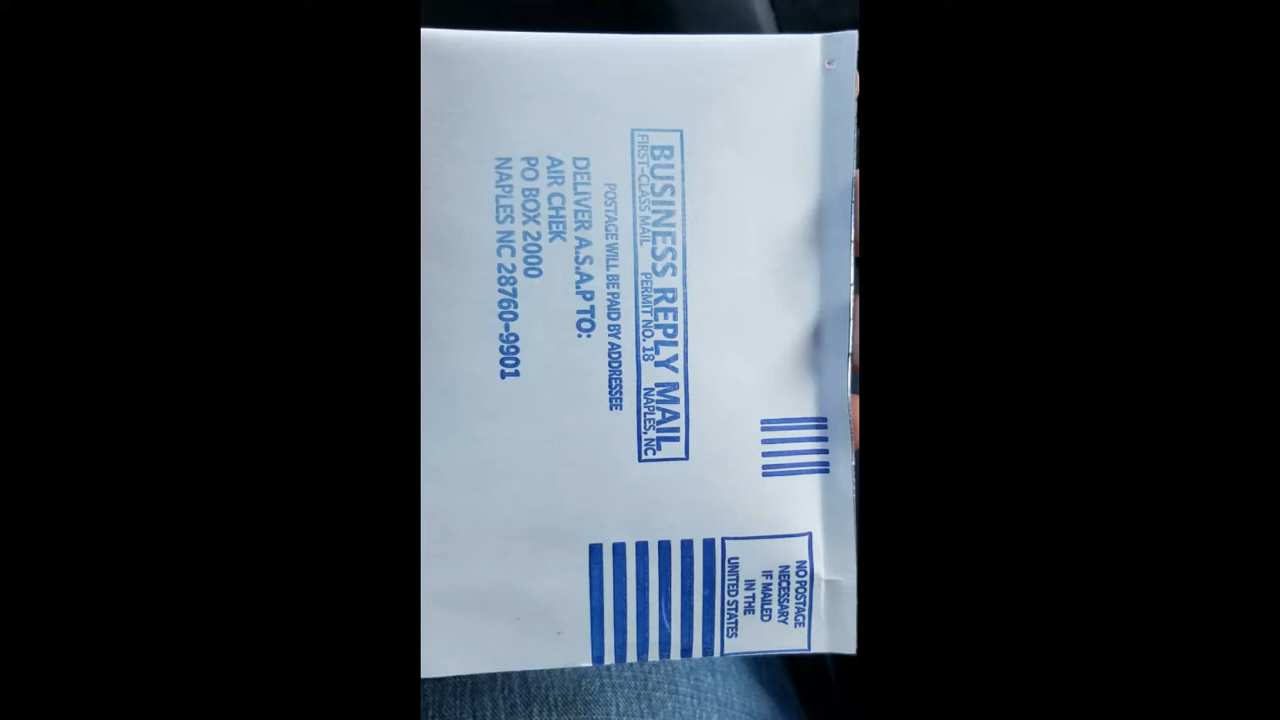 NO POSTAGE
NECESSARY
IF MAILED
IN THE
UNITED STATES
BUSINESS REPLY MAIL
FIRST-CLASS MAIL PERMIT NO. 18 NAPLES, NC
POSTAGE WILL BE PAID BY ADDRESSEE
DELIVER A.S.A.P TO:
AIR CHEK
PO BOX 2000
NAPLES NC 28760-9901